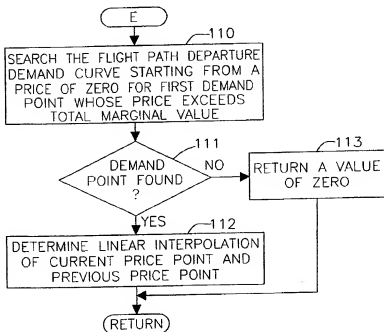 E
110
SEARCH THE FLIGHT PATH DEPARTURE
DEMAND CURVE STARTING FROM A
PRICE OF ZERO FOR FIRST DEMAND
POINT WHOSE PRICE EXCEEDS
TOTAL MARGINAL VALUE
111
DEMAND
POINT FOUND
?
NO
113
RETURN A VALUE
OF ZERO
YES
112
DETERMINE LINEAR INTERPOLATION
OF CURRENT PRICE POINT AND
PREVIOUS PRICE POINT
RETURN